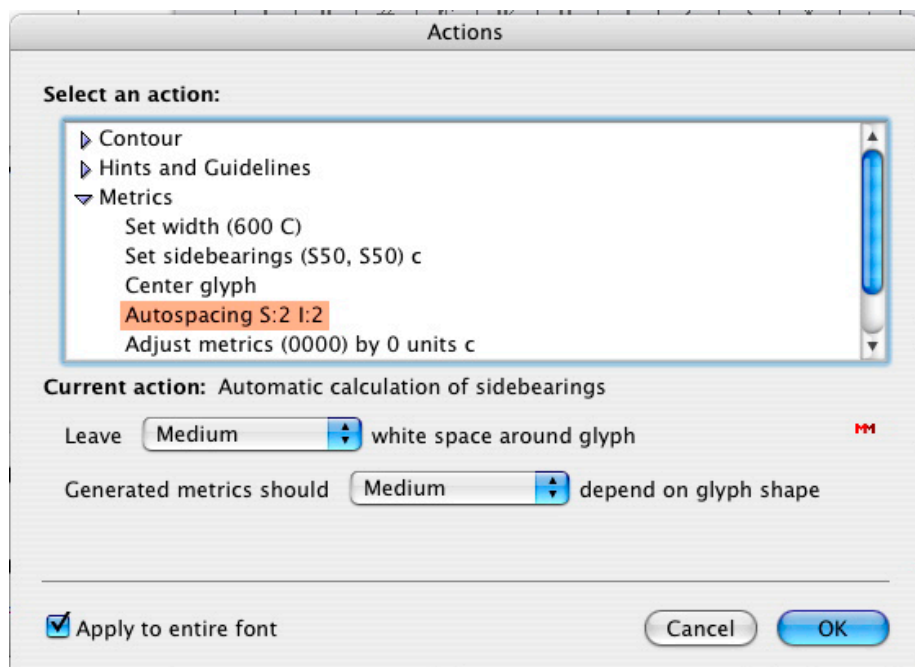 Actions
Select an action:
Contour
Hints and Guidelines
Metrics
Set width (600 C)
Set sidebearings (S50, S50) c
Center glyph
Autospacing S:2 I:2
Adjust metrics (0000) by 0 units c
Current action: Automatic calculation of sidebearings
Leave Medium white space around glyph MM
Generated metrics should Medium depend on glyph shape
Apply to entire font Cancel OK